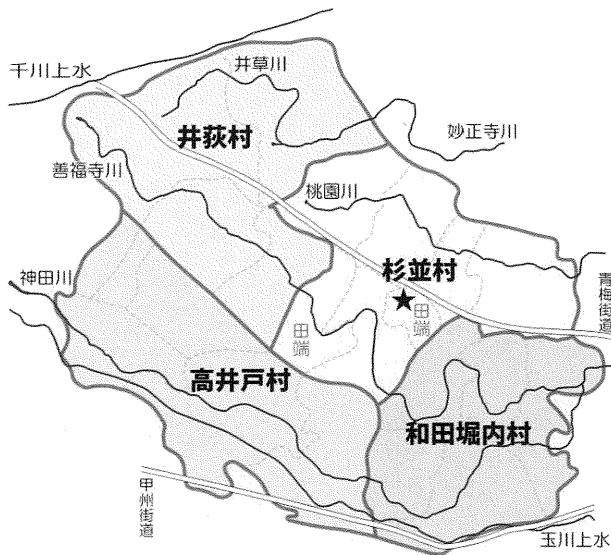 千川上水
井草川
井荻村
妙正寺川
善福寺川
桃園川
神田川
杉並村
青梅街道
田端
田端
高井戸村
和田堀内村
甲州街道
玉川上水